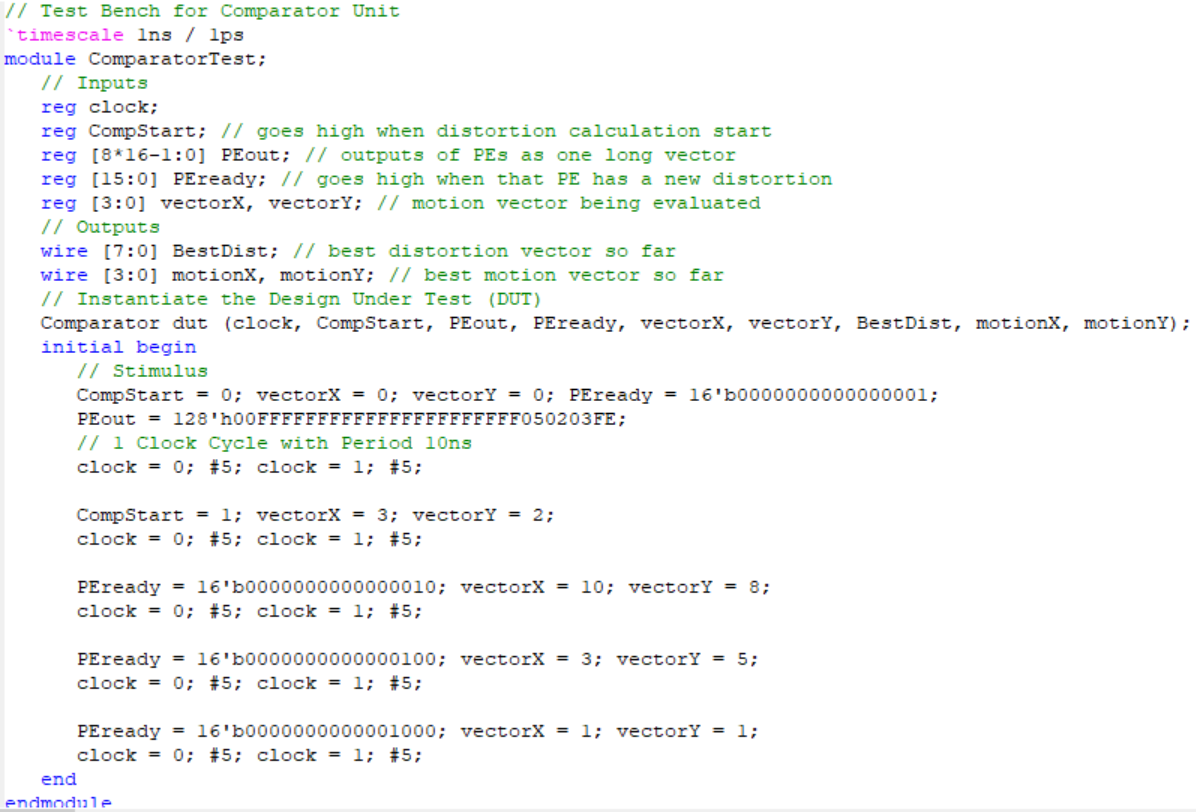 // Test Bench for Comparator Unit
`timescale 1ns / 1ps
module ComparatorTest;
// Inputs
reg clock;
reg CompStart; // goes high when distortion calculation start
reg [8*16-1:0] PEout; // outputs of PEs as one long vector
reg [15:0] PEready; // goes high when that PE has a new distortion
reg [3:0] vectorX, vectorY; // motion vector being evaluated
// Outputs
wire [7:0] BestDist; // best distortion vector so far
wire [3:0] motionX, motionY; // best motion vector so far
// Instantiate the Design Under Test (DUT)
Comparator dut (clock, CompStart, PEout, PEready, vectorX, vectorY, BestDist, motionX, motionY);
initial begin
// Stimulus
CompStart = 0; vectorX = 0; vectorY = 0; PEready = 16'b0000000000000001;
PEout = 128'h00FFFFFFFFFFFFFFFFFFFFFF050203FE;
// 1 Clock Cycle with Period 10ns
clock = 0; #5; clock = 1; #5;
CompStart = 1; vectorX = 3; vectorY = 2;
clock = 0; #5; clock = 1; #5;
PEready = 16'b0000000000000010; vectorX = 10; vectorY = 8;
clock = 0; #5; clock = 1; #5;
PEready = 16'b0000000000000100; vectorX = 3; vectorY = 5;
clock = 0; #5; clock = 1; #5;
PEready = 16'b0000000000001000; vectorX = 1; vectorY = 1;
clock = 0; #5; clock = 1; #5;
end
endmodule